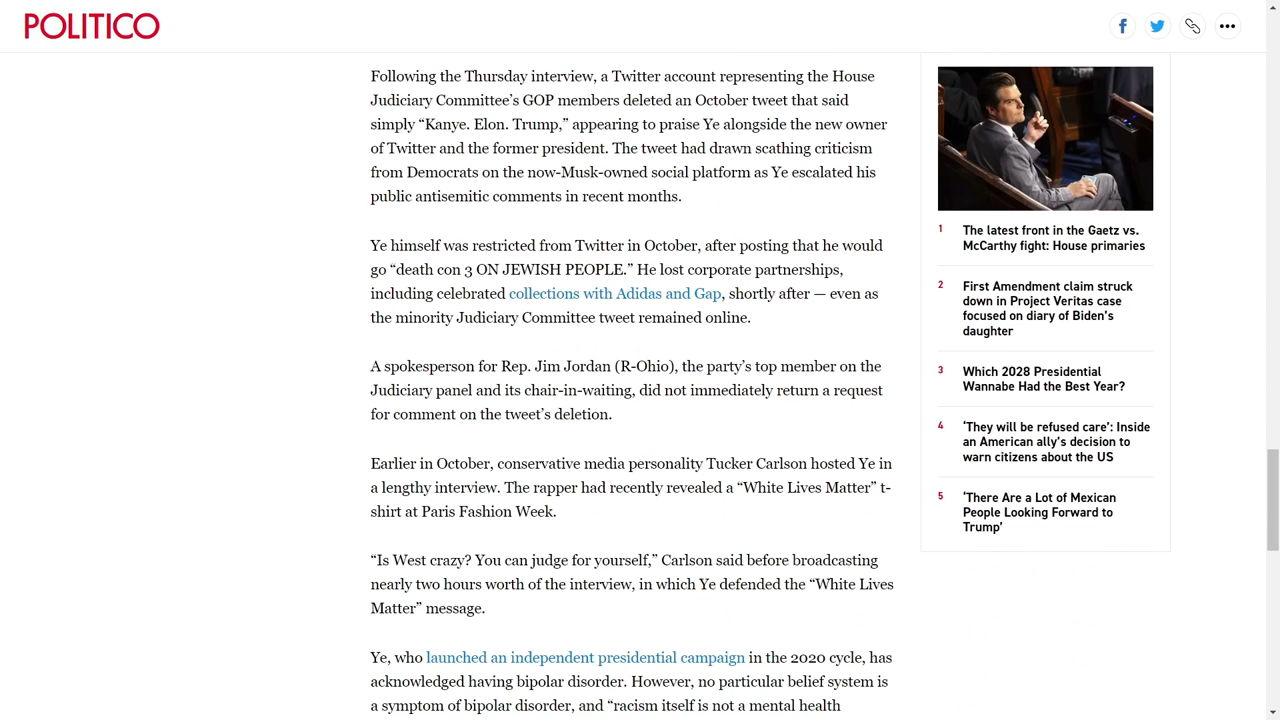 POLITICO
Following the Thursday interview, a Twitter account representing the House
Judiciary Committee’s GOP members deleted an October tweet that said
simply “Kanye. Elon. Trump,” appearing to praise Ye alongside the new owner
of Twitter and the former president. The tweet had drawn scathing criticism
from Democrats on the now-Musk-owned social platform as Ye escalated his
public antisemitic comments in recent months.
Ye himself was restricted from Twitter in October, after posting that he would
go “death con 3 ON JEWISH PEOPLE.” He lost corporate partnerships,
including celebrated collections with Adidas and Gap, shortly after — even as
the minority Judiciary Committee tweet remained online.
A spokesperson for Rep. Jim Jordan (R-Ohio), the party’s top member on the
Judiciary panel and its chair-in-waiting, did not immediately return a request
for comment on the tweet’s deletion.
Earlier in October, conservative media personality Tucker Carlson hosted Ye in
a lengthy interview. The rapper had recently revealed a “White Lives Matter” t-
shirt at Paris Fashion Week.
“Is West crazy? You can judge for yourself,” Carlson said before broadcasting
nearly two hours worth of the interview, in which Ye defended the “White Lives
Matter” message.
Ye, who launched an independent presidential campaign in the 2020 cycle, has
acknowledged having bipolar disorder. However, no particular belief system is
a symptom of bipolar disorder, and “racism itself is not a mental health
1
The latest front in the Gaetz vs.
McCarthy fight: House primaries
2
First Amendment claim struck
down in Project Veritas case
focused on diary of Biden’s
daughter
3
Which 2028 Presidential
Wannabe Had the Best Year?
4
‘They will be refused care’: Inside
an American ally’s decision to
warn citizens about the US
5
‘There Are a Lot of Mexican
People Looking Forward to
Trump’